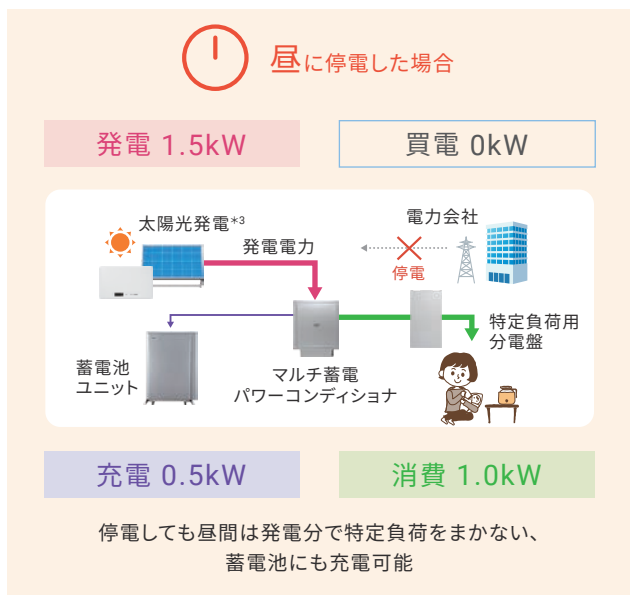 昼に停電した場合
発電 1.5kW
買電 0kW
太陽光発電*3
電力会社
発電電力
停電
特定負荷用
分電盤
蓄電池
ユニット
マルチ蓄電
パワーコンディショナ
充電 0.5kW
消費 1.0kW
停電しても昼間は発電分で特定負荷をまかない、
蓄電池にも充電可能